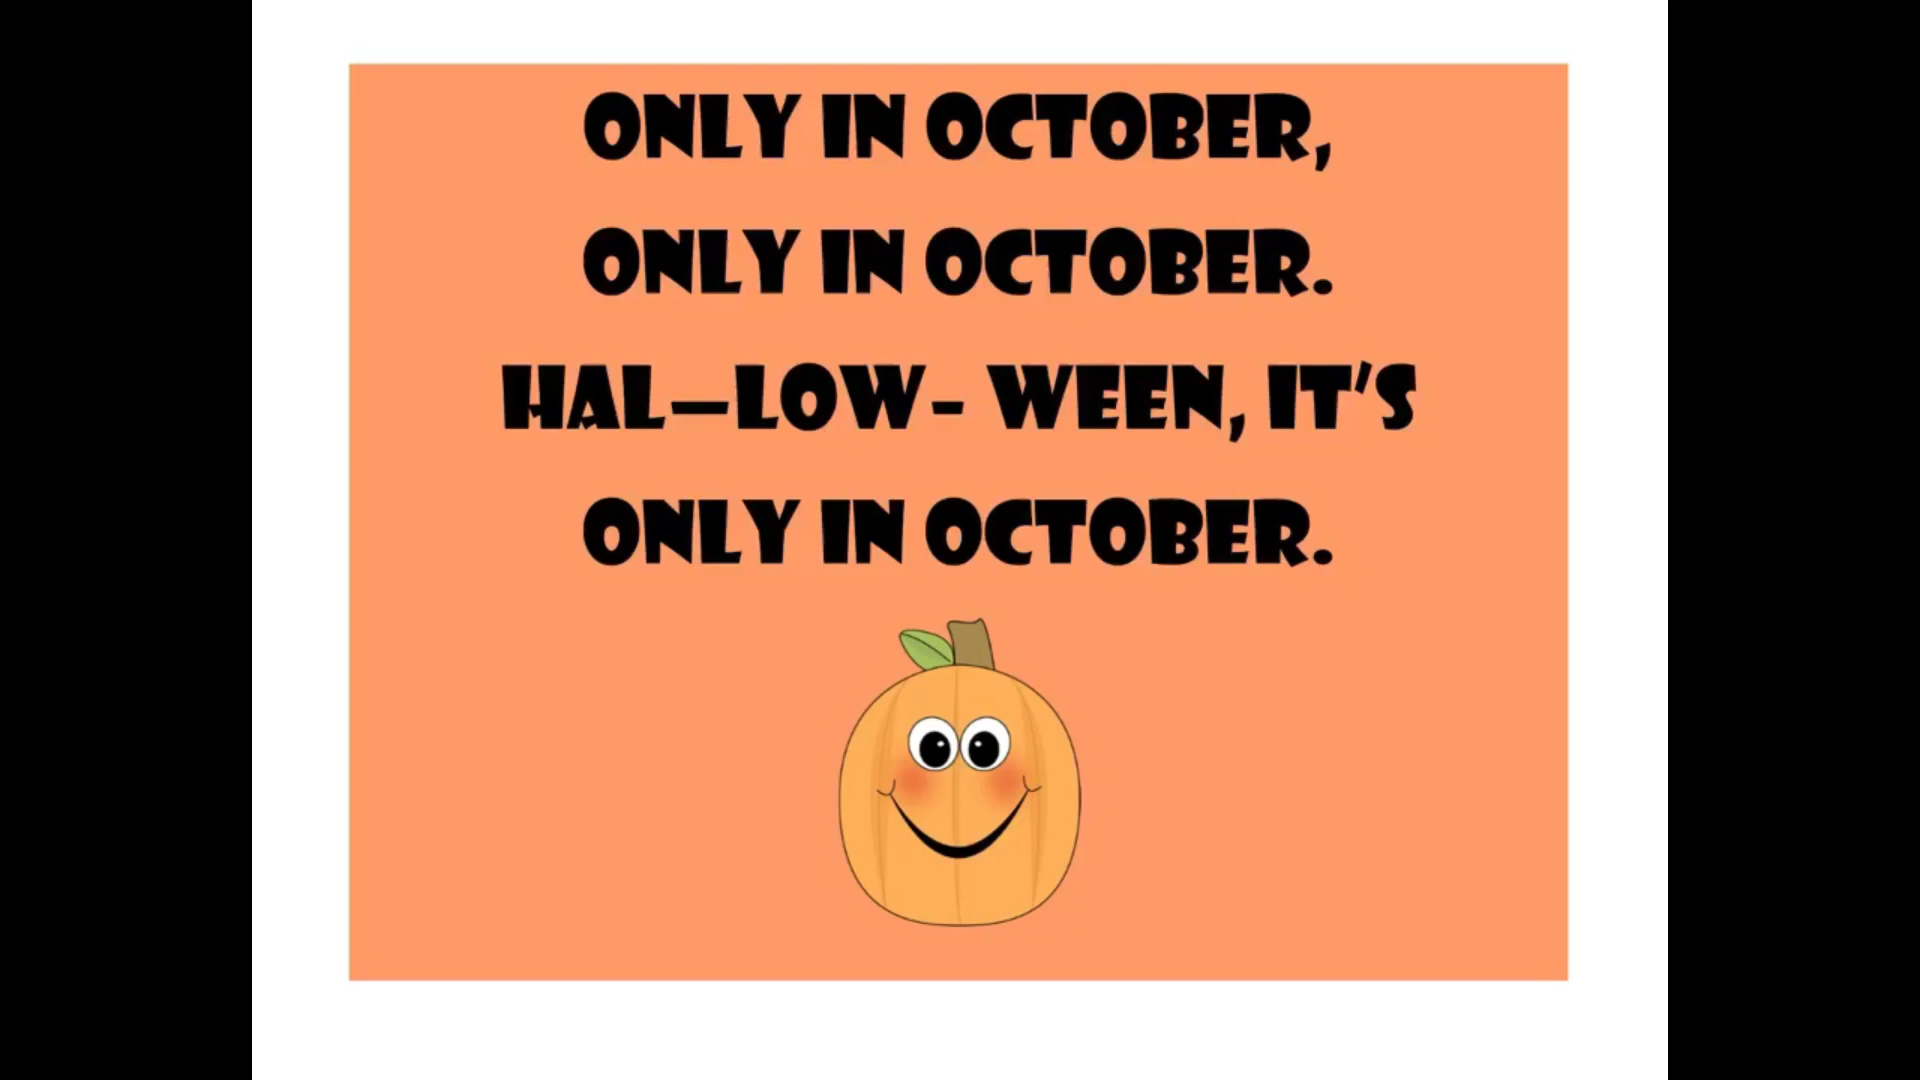 ONLY IN OCTOBER,
ONLY IN OCTOBER.
HAL—LOW- WEEN, IT'S
ONLY IN OCTOBER.